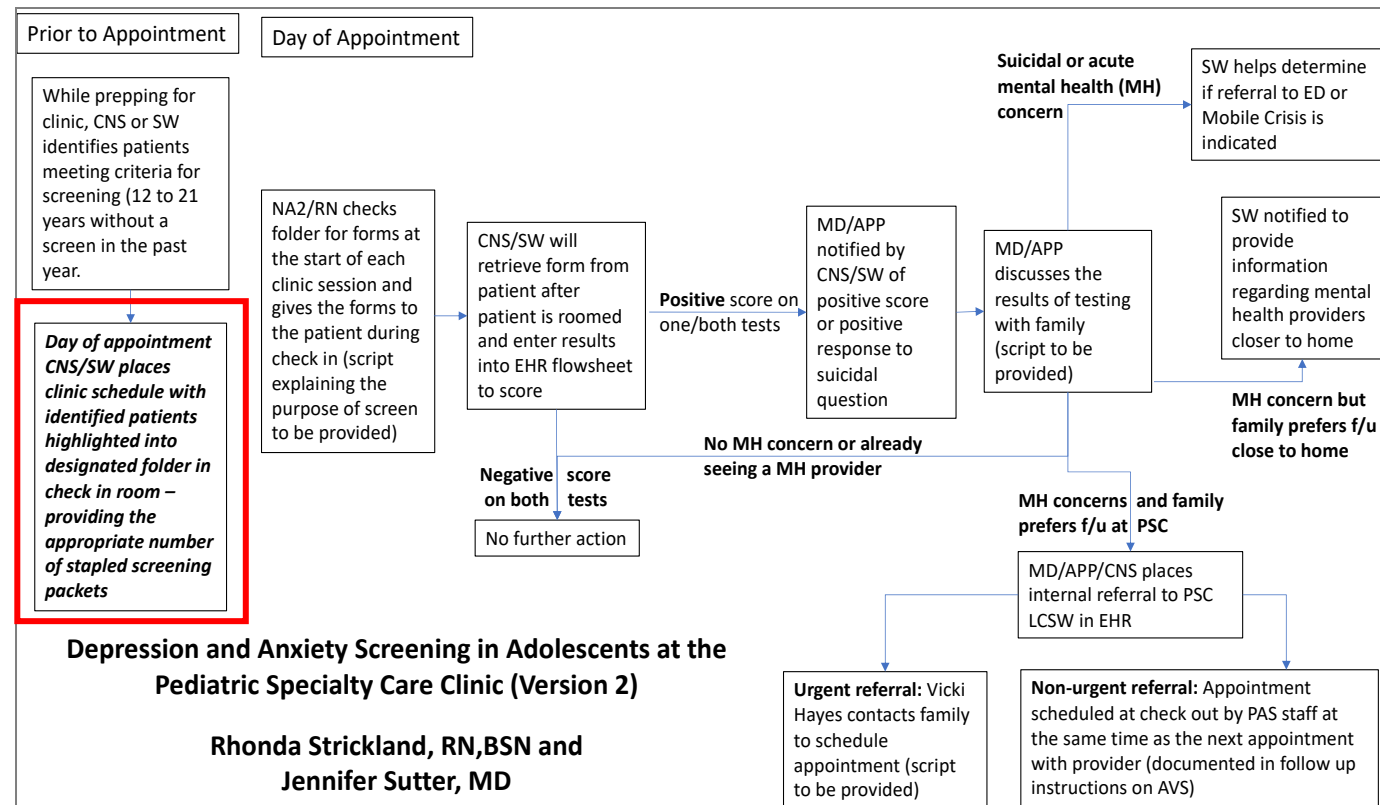 Prior to Appointment
Day of Appointment
While prepping for
clinic, CNS or SW
identifies patients
meeting criteria for
screening (12 to 21
years without a
screen in the past
year.
Day of appointment
CNS/SW places
clinic schedule with
identified patients
highlighted into
designated folder in
check in room –
providing the
appropriate number
of stapled screening
packets
NA2/RN checks
folder for forms at
the start of each
clinic session and
gives the forms to
the patient during
check in (script
explaining the
purpose of screen
to be provided)
CNS/SW will
retrieve form from
patient after
patient is roomed
and enter results
into EHR flowsheet
to score
Positive score on
one/both tests
Negative score
on both tests
No further action
MD/APP
notified by
CNS/SW of
positive score
or positive
response to
suicidal
question
MD/APP
discusses the
results of testing
with family
(script to be
provided)
Suicidal or acute
mental health (MH)
concern
SW helps determine
if referral to ED or
Mobile Crisis is
indicated
SW notified to
provide
information
regarding mental
health providers
closer to home
MH concern but
family prefers f/u
close to home
No MH concern or already
seeing a MH provider
MH concerns and family
prefers f/u at PSC
MD/APP/CNS places
internal referral to PSC
LCSW in EHR
Urgent referral: Vicki
Hayes contacts family
to schedule
appointment (script
to be provided)
Non-urgent referral: Appointment
scheduled at check out by PAS staff at
the same time as the next appointment
with provider (documented in follow up
instructions on AVS)
Depression and Anxiety Screening in Adolescents at the
Pediatric Specialty Care Clinic (Version 2)
Rhonda Strickland, RN,BSN and
Jennifer Sutter, MD